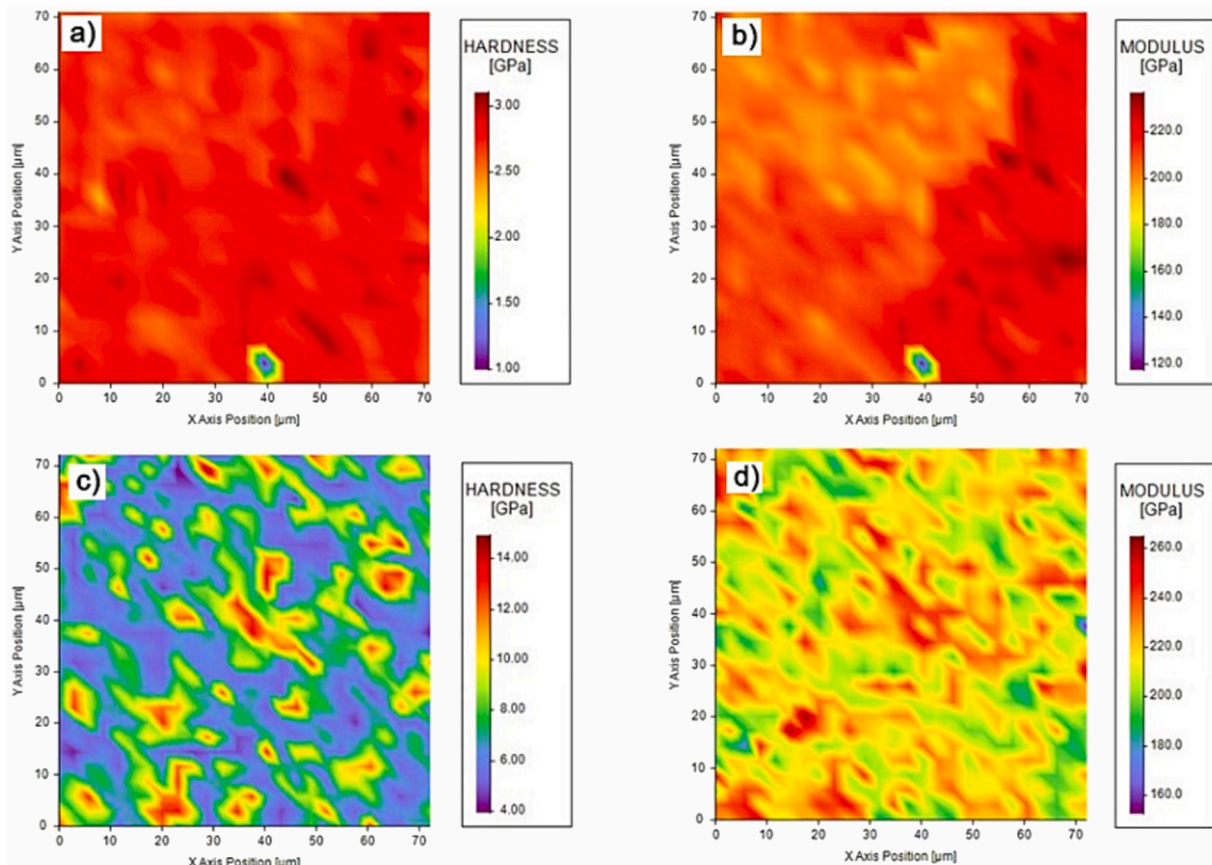 a)
70
60
50
40
30
20
10
0
Y Axis Position [µm]
0 10 20 30 40 50 60 70
X Axis Position [µm]
HARDNESS
[GPa]
3.00
2.50
2.00
1.50
1.00
b)
70
60
50
40
30
20
10
0
Y Axis Position [µm]
0 10 20 30 40 50 60 70
X Axis Position [µm]
MODULUS
[GPa]
220.0
200.0
180.0
160.0
140.0
120.0
c)
70
60
50
40
30
20
10
0
Y Axis Position [µm]
0 10 20 30 40 50 60 70
X Axis Position [µm]
HARDNESS
[GPa]
14.00
12.00
10.00
8.00
6.00
4.00
d)
70
60
50
40
30
20
10
0
Y Axis Position [µm]
0 10 20 30 40 50 60 70
X Axis Position [µm]
MODULUS
[GPa]
260.0
240.0
220.0
200.0
180.0
160.0